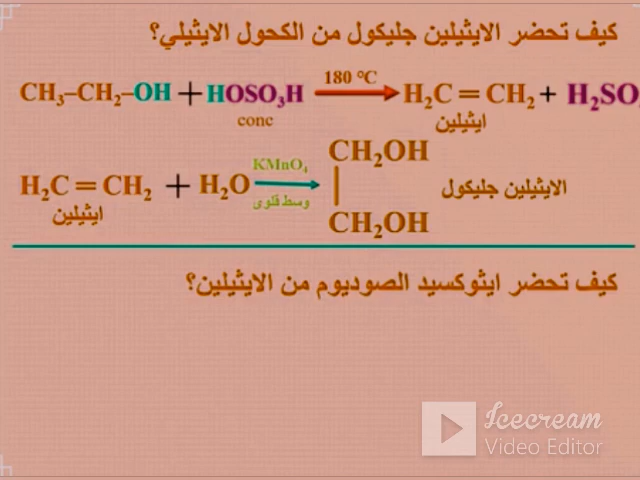 كيف تحضر الايثيلين جليكول من الكحول الايثيلي؟
CH₃–CH₂–OH + HOSO₃H 180 °C H₂C = CH₂ + H₂SO
conc ايثيلين
H₂C = CH₂ + H₂O KMnO₄ CH₂OH
ايثيلين وسط قلوى CH₂OH الايثيلين جليكول
كيف تحضر ايثوكسيد الصوديوم من الايثيلين؟
Icecream
Video Editor